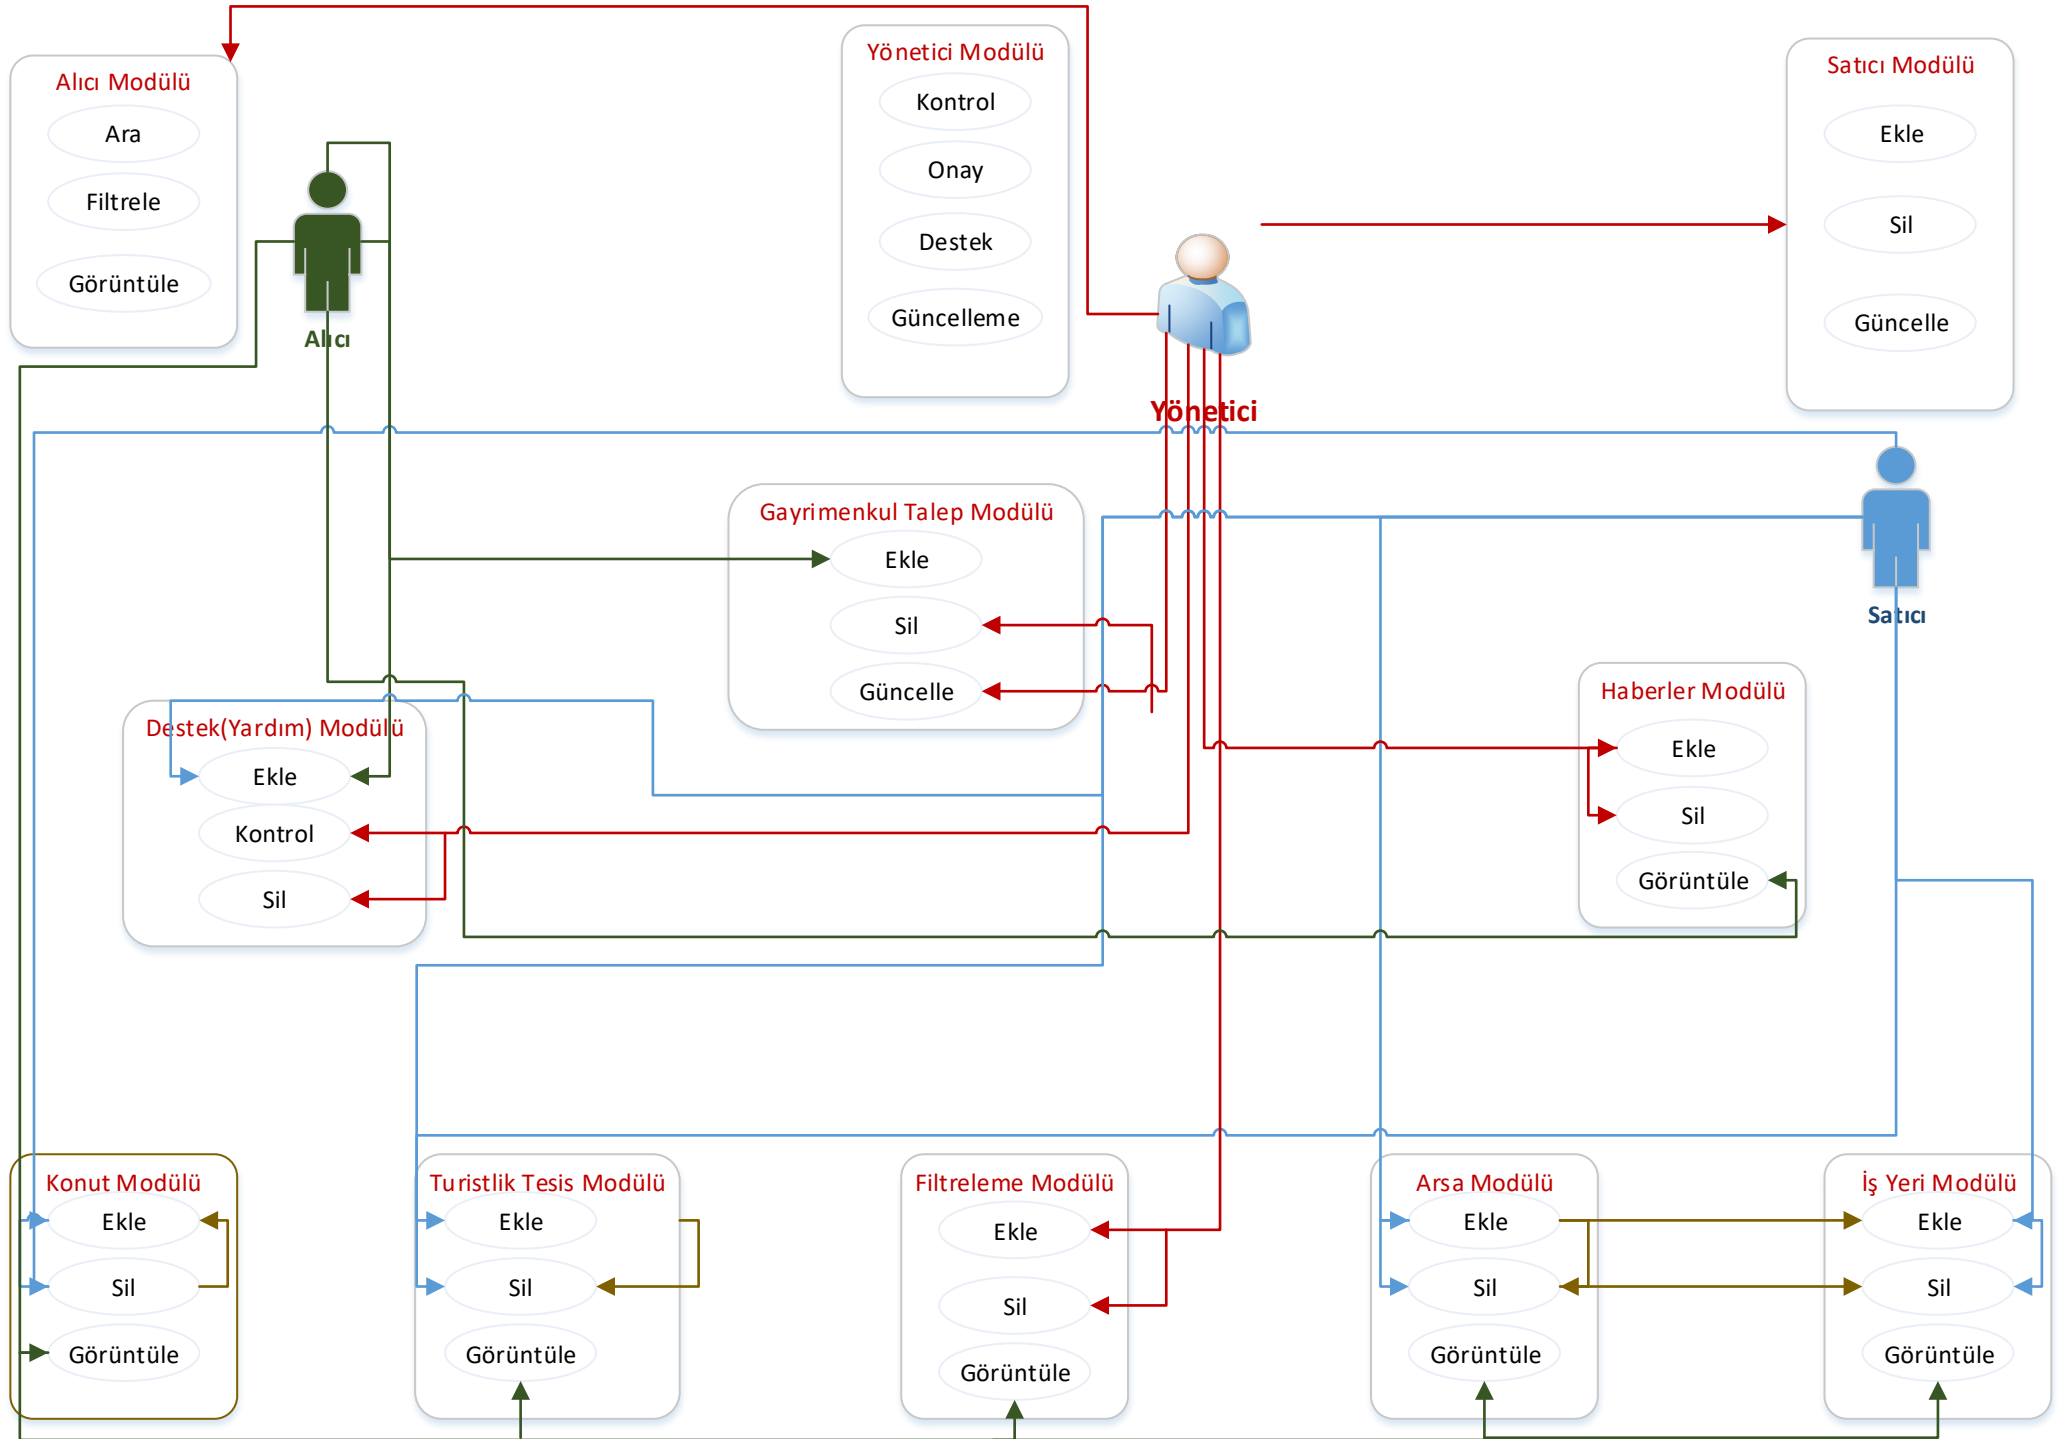 Alıcı Modülü
Ara
Filtrele
Görüntüle
Alıcı
Yönetici Modülü
Kontrol
Onay
Destek
Güncelleme
Yönetici
Satıcı Modülü
Ekle
Sil
Güncelle
Satıcı
Gayrimenkul Talep Modülü
Ekle
Sil
Güncelle
Destek(Yardım) Modülü
Ekle
Kontrol
Sil
Haberler Modülü
Ekle
Sil
Görüntüle
Konut Modülü
Ekle
Sil
Görüntüle
Turistlik Tesis Modülü
Ekle
Sil
Görüntüle
Filtreleme Modülü
Ekle
Sil
Görüntüle
Arsa Modülü
Ekle
Sil
Görüntüle
İş Yeri Modülü
Ekle
Sil
Görüntüle